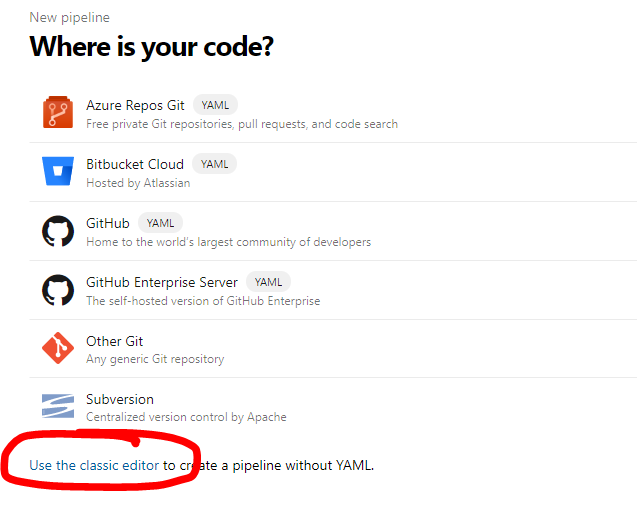 New pipeline
Where is your code?
Azure Repos Git YAML
Free private Git repositories, pull requests, and code search
Bitbucket Cloud YAML
Hosted by Atlassian
GitHub YAML
Home to the world's largest community of developers
GitHub Enterprise Server YAML
The self-hosted version of GitHub Enterprise
Other Git
Any generic Git repository
Subversion
Centralized version control by Apache
Use the classic editor to create a pipeline without YAML.